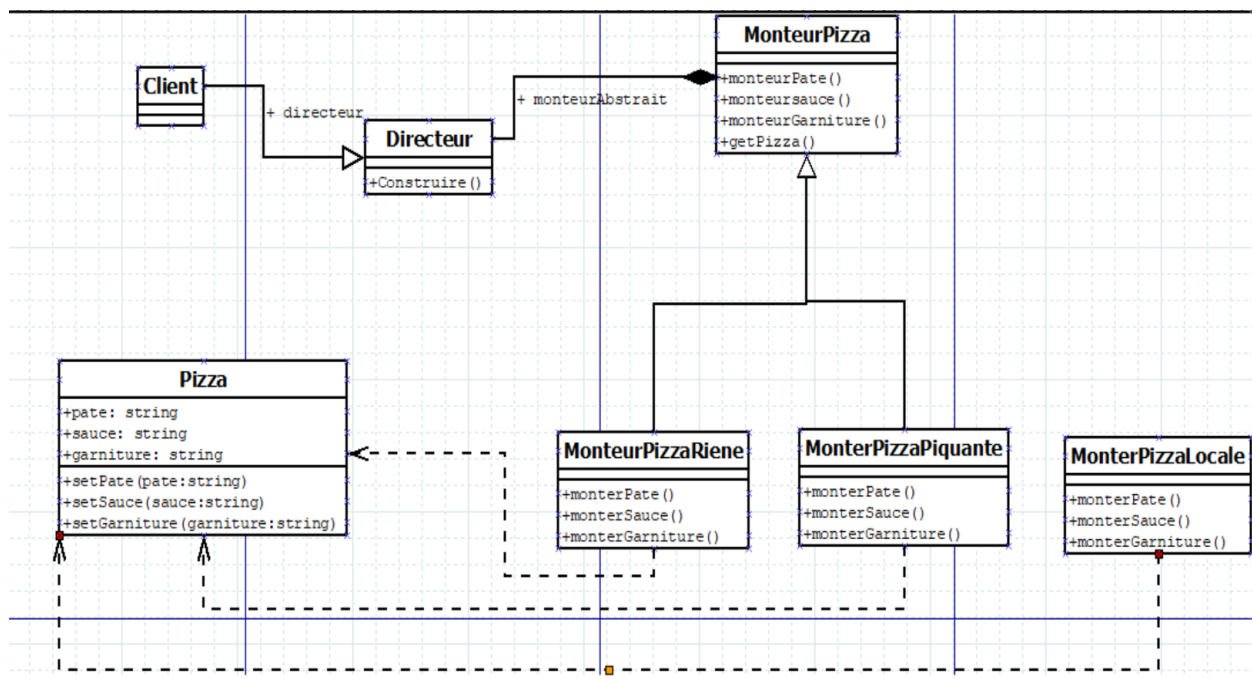 MonteurPizza
+monteurPate()
+monteursauce()
+monteurGarniture()
+getPizza()
Client
+ directeur
+ monteurAbstrait
Directeur
+Construire()
Pizza
+pate: string
+sauce: string
+garniture: string
+setPate(pate:string)
+setSauce(sauce:string)
+setGarniture(garniture:string)
MonteurPizzaRiene
+monterPate()
+monterSauce()
+monterGarniture()
MonterPizzaPiquante
+monterPate()
+monterSauce()
+monterGarniture()
MonterPizzaLocale
+monterPate()
+monterSauce()
+monterGarniture()